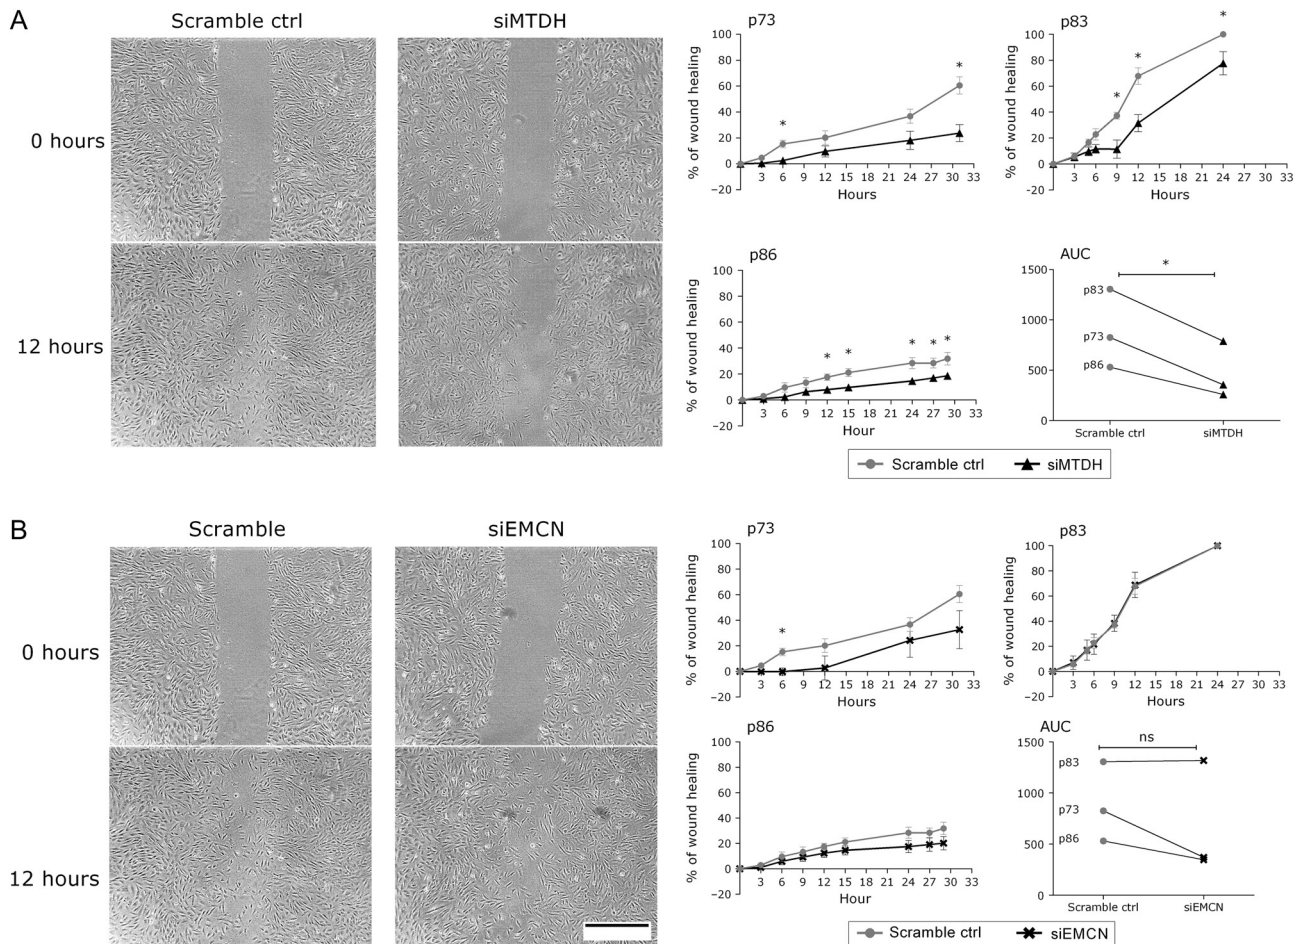 A
Scramble ctrl
siMTDH
0 hours
12 hours
p73
% of wound healing
100
80
60
40
20
0
−20
*
*
3 6 9 12 15 18 21 24 27 30 33
Hours
p83
% of wound healing
100
80
60
40
20
0
−20
*
*
*
3 6 9 12 15 18 21 24 27 30 33
Hours
p86
% of wound healing
100
80
60
40
20
0
−20
* * * * *
3 6 9 12 15 18 21 24 27 30 33
Hour
AUC
1500
1000
500
0
*
p83
p73
p86
Scramble ctrl
siMTDH
Scramble ctrl siMTDH
B
Scramble
siEMCN
0 hours
12 hours
p73
% of wound healing
100
80
60
40
20
0
−20
*
3 6 9 12 15 18 21 24 27 30 33
Hours
p83
% of wound healing
100
80
60
40
20
0
−20
3 6 9 12 15 18 21 24 27 30 33
Hours
p86
% of wound healing
100
80
60
40
20
0
−20
3 6 9 12 15 18 21 24 27 30 33
Hour
AUC
1500
1000
500
0
ns
p83
p73
p86
Scramble ctrl
siEMCN
Scramble ctrl siEMCN